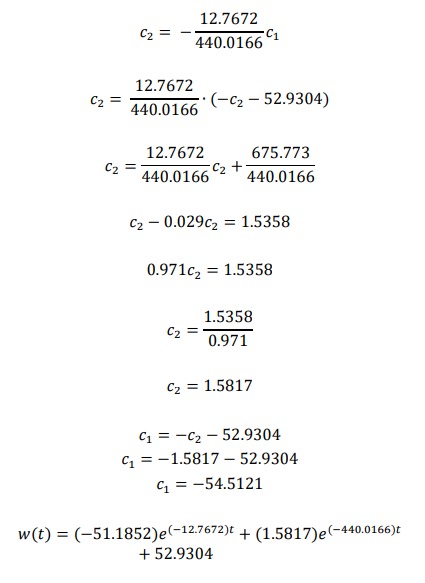 c₂ = − 12.7672/440.0166 c₁
c₂ = 12.7672/440.0166 · (−c₂ − 52.9304)
c₂ = 12.7672/440.0166 c₂ + 675.773/440.0166
c₂ − 0.029c₂ = 1.5358
0.971c₂ = 1.5358
c₂ = 1.5358/0.971
c₂ = 1.5817
c₁ = −c₂ − 52.9304
c₁ = −1.5817 − 52.9304
c₁ = −54.5121
w(t) = (−51.1852)e^(−12.7672)t + (1.5817)e^(−440.0166)t
+ 52.9304